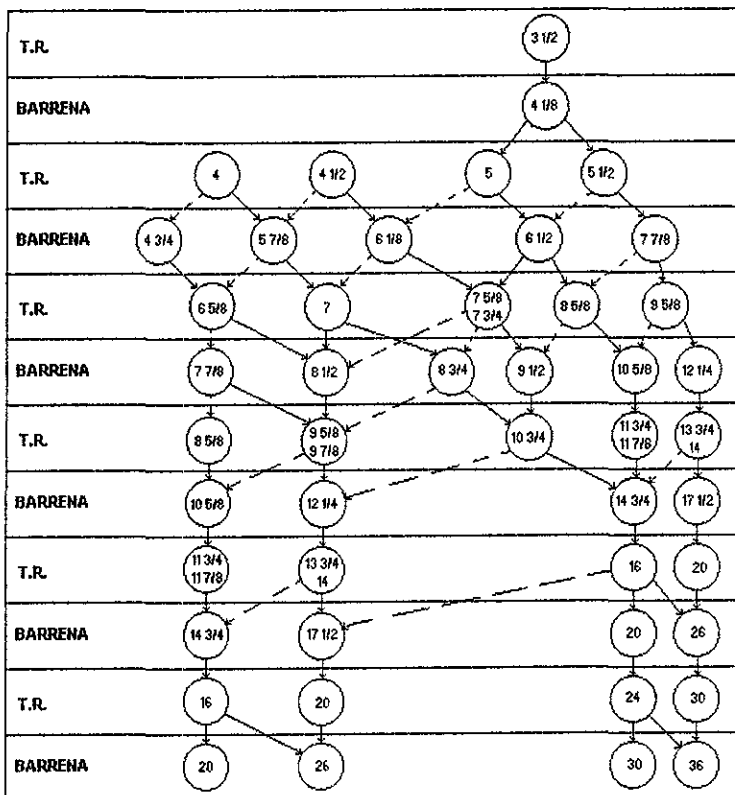 T.R. 3 1/2
BARRENA 4 1/8
T.R. 4 4 1/2 5 5 1/2
BARRENA 4 3/4 5 7/8 6 1/8 6 1/2 7 7/8
T.R. 6 5/8 7 7 5/8 7 3/4 8 5/8 9 5/8
BARRENA 7 7/8 8 1/2 8 3/4 9 1/2 10 5/8 12 1/4
T.R. 8 5/8 9 5/8 9 7/8 10 3/4 11 3/4 11 7/8 13 3/4 14
BARRENA 10 5/8 12 1/4 14 3/4 17 1/2
T.R. 11 3/4 11 7/8 13 3/4 14 16 20
BARRENA 14 3/4 17 1/2 20 26
T.R. 16 20 24 30
BARRENA 20 26 30 36